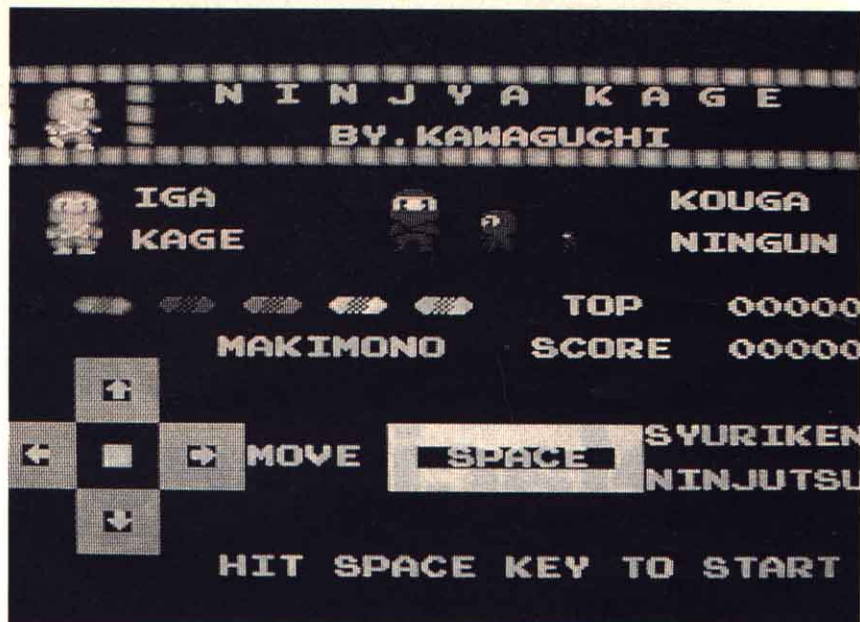 NINJYA KAGE
BY.KAWAGUCHI
IGA
KAGE
KOUGA
NINGUN
TOP 00000
MAKIMONO SCORE 00000
MOVE SPACE SYURIKEN
NINJUTSU
HIT SPACE KEY TO START